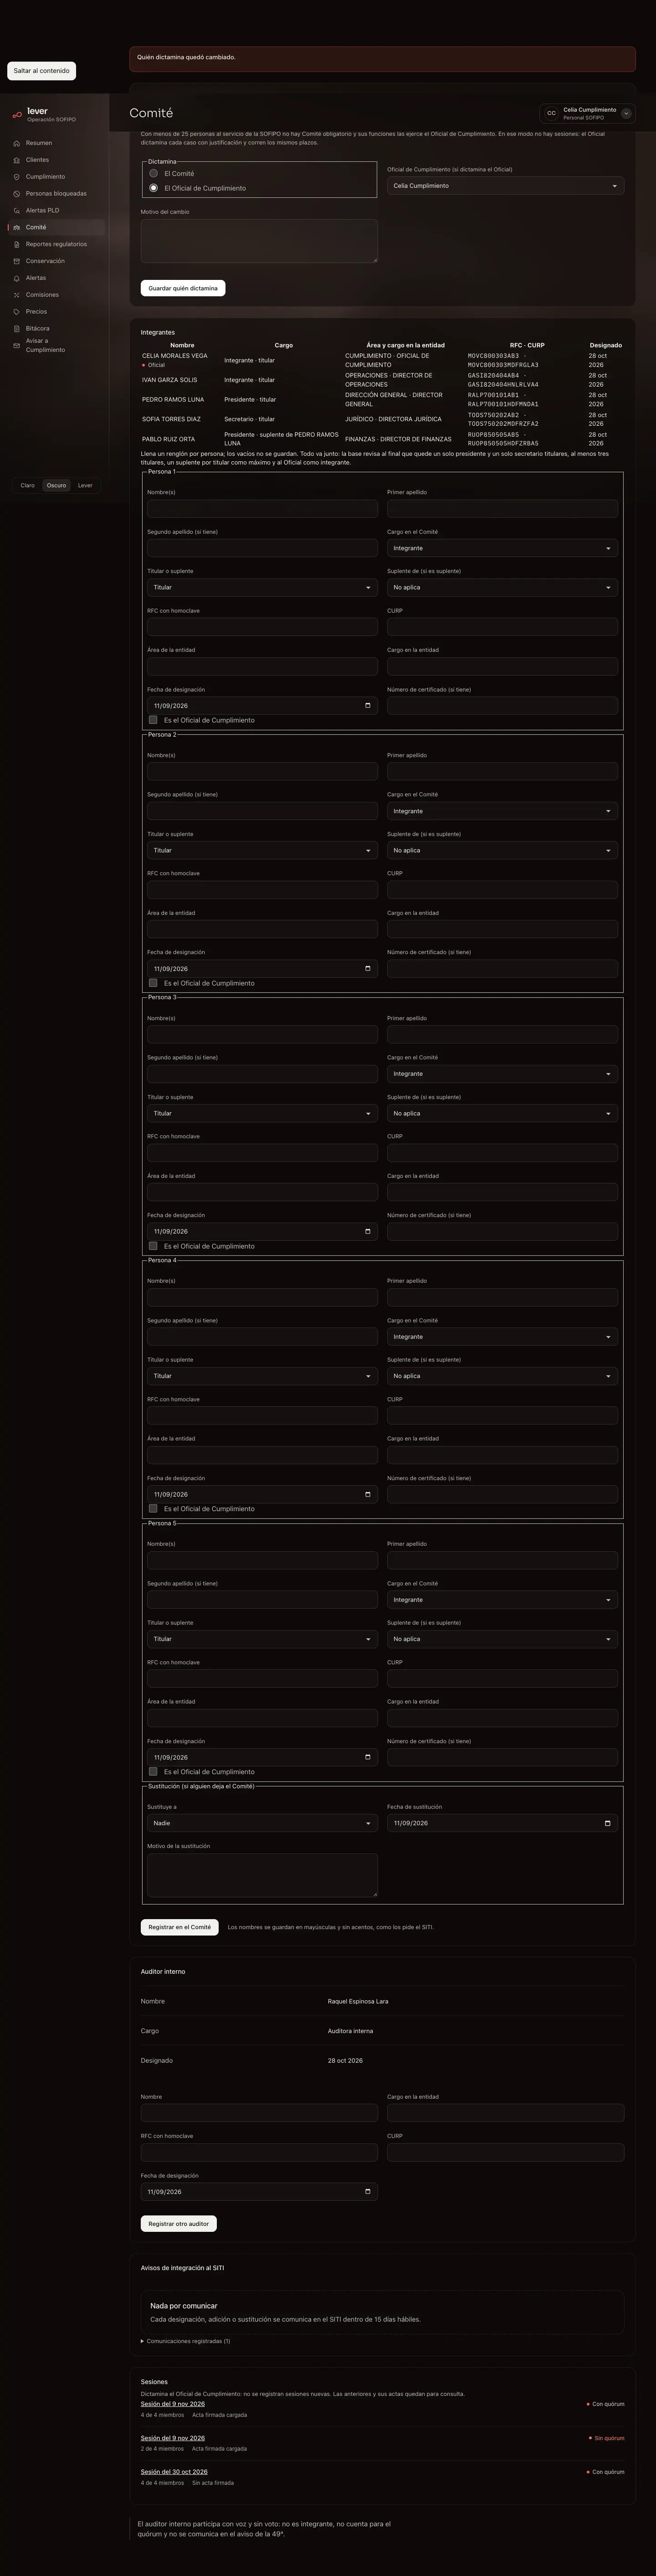 Quién dictamina quedó cambiado.
Saltar al contenido
lever
Operación SOFIPO
Resumen
Clientes
Cumplimiento
Personas bloqueadas
Alertas PLD
Comité
Reportes regulatorios
Conservación
Alertas
Comisiones
Precios
Bitácora
Avisar a
Cumplimiento
Claro Oscuro Lever
Comité
CC
Celia Cumplimiento
Personal SOFIPO
Con menos de 25 personas al servicio de la SOFIPO no hay Comité obligatorio y sus funciones las ejerce el Oficial de Cumplimiento. En ese modo no hay sesiones: el Oficial
dictamina cada caso con justificación y corren los mismos plazos.
Dictamina
El Comité
El Oficial de Cumplimiento
Oficial de Cumplimiento (si dictamina el Oficial)
Celia Cumplimiento
Motivo del cambio
Guardar quién dictamina
Integrantes
Nombre Cargo Área y cargo en la entidad RFC · CURP Designado
CELIA MORALES VEGA
Oficial
Integrante · titular
CUMPLIMIENTO · OFICIAL DE
CUMPLIMIENTO
MOVC800303AB3 ·
MOVC800303MDFRGLA3
28 oct
2026
IVAN GARZA SOLIS
Integrante · titular
OPERACIONES · DIRECTOR DE
OPERACIONES
GASI820404AB4 ·
GASI820404HNLRLVA4
28 oct
2026
PEDRO RAMOS LUNA
Presidente · titular
DIRECCIÓN GENERAL · DIRECTOR
GENERAL
RALP700101AB1 ·
RALP700101HDFMNDA1
28 oct
2026
SOFIA TORRES DIAZ
Secretario · titular
JURÍDICO · DIRECTORA JURÍDICA
TODS750202AB2 ·
TODS750202MDFRZFA2
28 oct
2026
PABLO RUIZ ORTA
Presidente · suplente de PEDRO RAMOS
LUNA
FINANZAS · DIRECTOR DE FINANZAS
RUOP850505AB5 ·
RUOP850505HDFZRBA5
28 oct
2026
Llena un renglón por persona; los vacíos no se guardan. Todo va junto: la base revisa al final que quede un solo presidente y un solo secretario titulares, al menos tres
titulares, un suplente por titular como máximo y al Oficial como integrante.
Persona 1
Nombre(s) Primer apellido
Segundo apellido (si tiene) Cargo en el Comité
Integrante
Titular o suplente Suplente de (si es suplente)
Titular No aplica
RFC con homoclave CURP
Área de la entidad Cargo en la entidad
Fecha de designación Número de certificado (si tiene)
11/09/2026
Es el Oficial de Cumplimiento
Persona 2
Nombre(s) Primer apellido
Segundo apellido (si tiene) Cargo en el Comité
Integrante
Titular o suplente Suplente de (si es suplente)
Titular No aplica
RFC con homoclave CURP
Área de la entidad Cargo en la entidad
Fecha de designación Número de certificado (si tiene)
11/09/2026
Es el Oficial de Cumplimiento
Persona 3
Nombre(s) Primer apellido
Segundo apellido (si tiene) Cargo en el Comité
Integrante
Titular o suplente Suplente de (si es suplente)
Titular No aplica
RFC con homoclave CURP
Área de la entidad Cargo en la entidad
Fecha de designación Número de certificado (si tiene)
11/09/2026
Es el Oficial de Cumplimiento
Persona 4
Nombre(s) Primer apellido
Segundo apellido (si tiene) Cargo en el Comité
Integrante
Titular o suplente Suplente de (si es suplente)
Titular No aplica
RFC con homoclave CURP
Área de la entidad Cargo en la entidad
Fecha de designación Número de certificado (si tiene)
11/09/2026
Es el Oficial de Cumplimiento
Persona 5
Nombre(s) Primer apellido
Segundo apellido (si tiene) Cargo en el Comité
Integrante
Titular o suplente Suplente de (si es suplente)
Titular No aplica
RFC con homoclave CURP
Área de la entidad Cargo en la entidad
Fecha de designación Número de certificado (si tiene)
11/09/2026
Es el Oficial de Cumplimiento
Sustitución (si alguien deja el Comité)
Sustituye a Fecha de sustitución
Nadie 11/09/2026
Motivo de la sustitución
Registrar en el Comité Los nombres se guardan en mayúsculas y sin acentos, como los pide el SITI.
Auditor interno
Nombre Raquel Espinosa Lara
Cargo Auditora interna
Designado 28 oct 2026
Nombre Cargo en la entidad
RFC con homoclave CURP
Fecha de designación
11/09/2026
Registrar otro auditor
Avisos de integración al SITI
Nada por comunicar
Cada designación, adición o sustitución se comunica en el SITI dentro de 15 días hábiles.
Comunicaciones registradas (1)
Sesiones
Dictamina el Oficial de Cumplimiento: no se registran sesiones nuevas. Las anteriores y sus actas quedan para consulta.
Sesión del 9 nov 2026 Con quórum
4 de 4 miembros Acta firmada cargada
Sesión del 9 nov 2026 Sin quórum
2 de 4 miembros Acta firmada cargada
Sesión del 30 oct 2026 Con quórum
4 de 4 miembros Sin acta firmada
El auditor interno participa con voz y sin voto: no es integrante, no cuenta para el
quórum y no se comunica en el aviso de la 49ª.